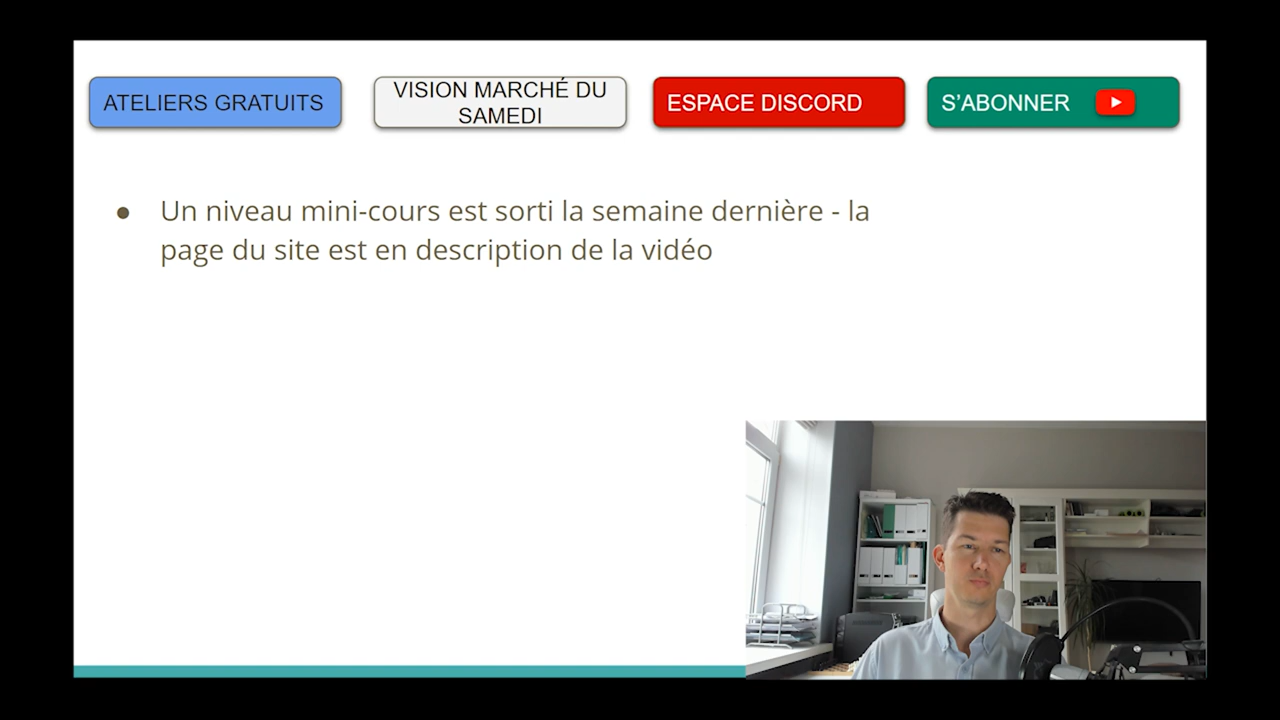 ATELIERS GRATUITS
VISION MARCHÉ DU
SAMEDI
ESPACE DISCORD
S'ABONNER
● Un niveau mini-cours est sorti la semaine dernière - la
page du site est en description de la vidéo